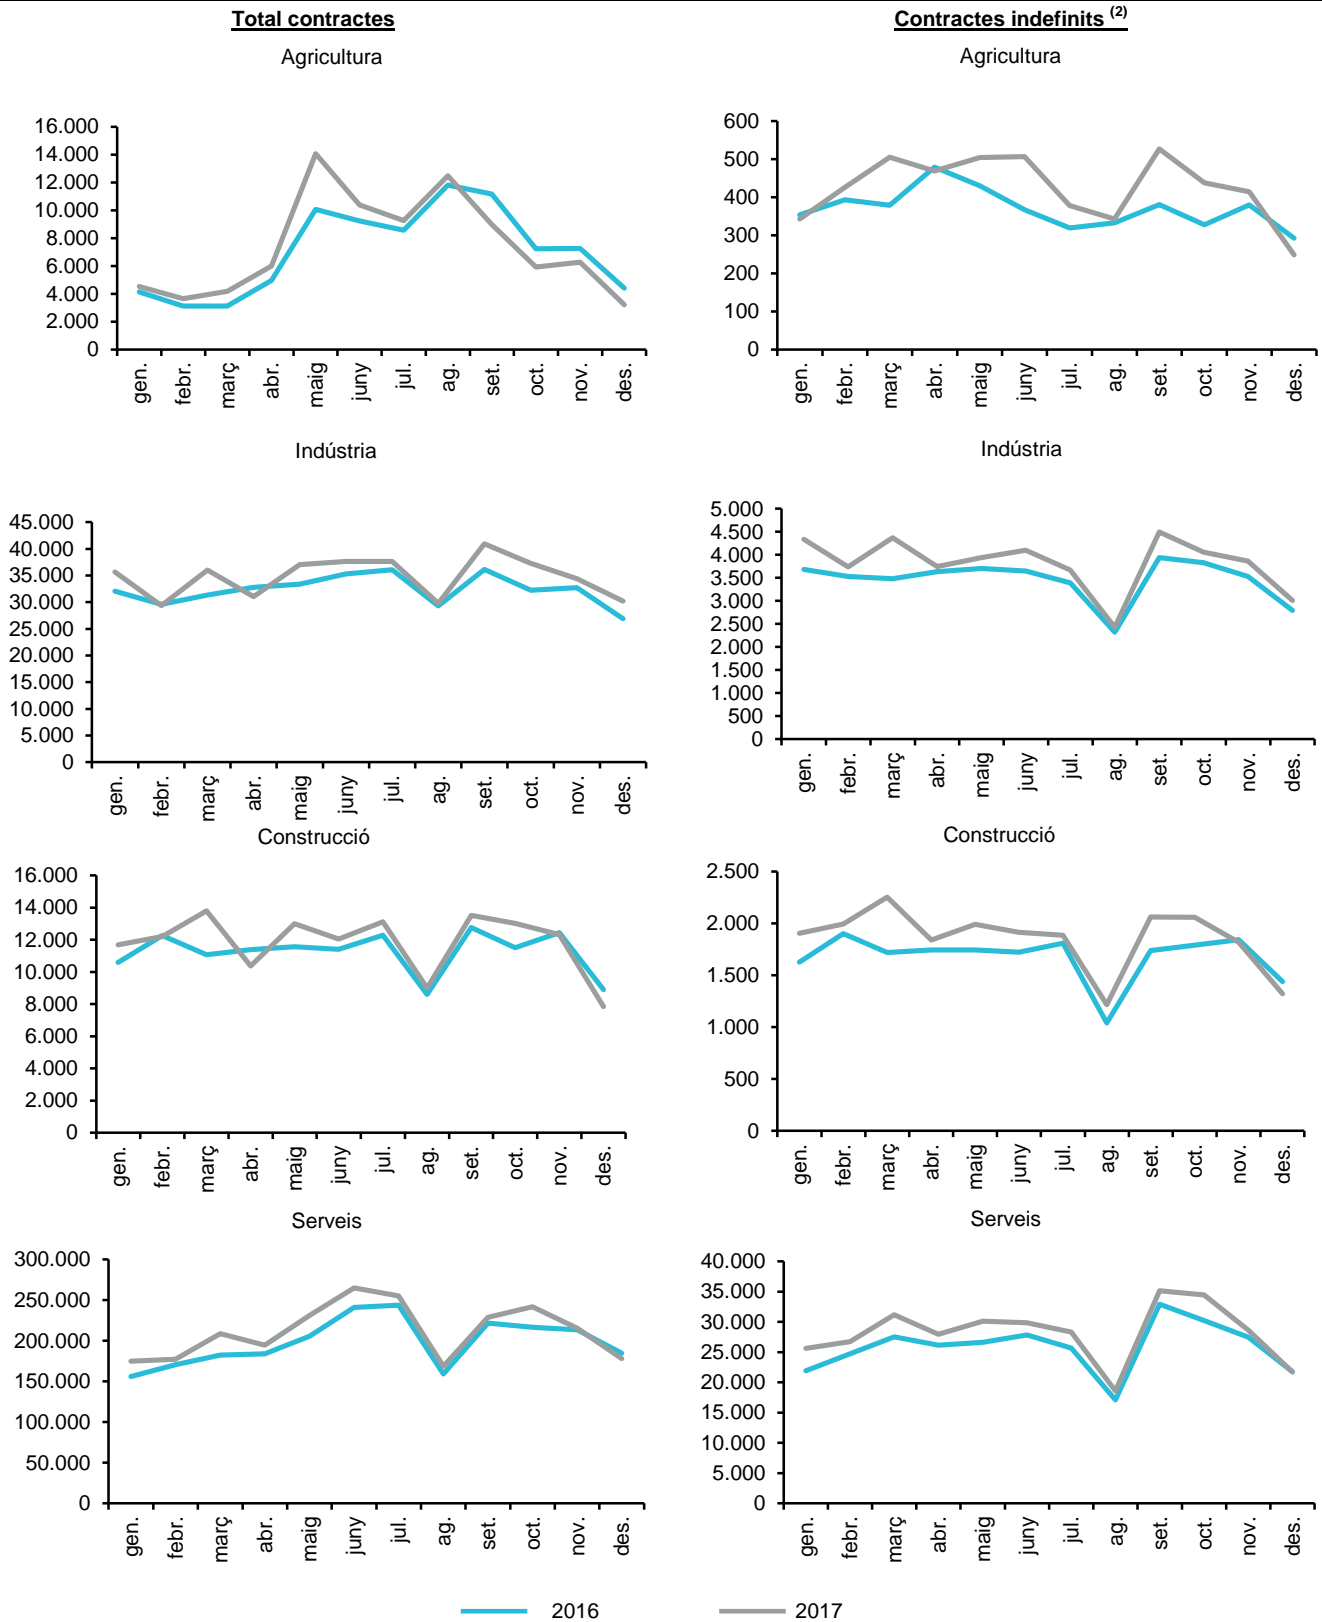 Total contractes
Agricultura
16.000
14.000
12.000
10.000
8.000
6.000
4.000
2.000
0
gen.
febr.
març
abr.
maig
juny
jul.
ag.
set.
oct.
nov.
des.
Contractes indefinits (2)
Agricultura
600
500
400
300
200
100
0
gen.
febr.
març
abr.
maig
juny
jul.
ag.
set.
oct.
nov.
des.
Indústria
45.000
40.000
35.000
30.000
25.000
20.000
15.000
10.000
5.000
0
gen.
febr.
març
abr.
maig
juny
jul.
ag.
set.
oct.
nov.
des.
Indústria
5.000
4.500
4.000
3.500
3.000
2.500
2.000
1.500
1.000
500
0
gen.
febr.
març
abr.
maig
juny
jul.
ag.
set.
oct.
nov.
des.
Construcció
16.000
14.000
12.000
10.000
8.000
6.000
4.000
2.000
0
gen.
febr.
març
abr.
maig
juny
jul.
ag.
set.
oct.
nov.
des.
Construcció
2.500
2.000
1.500
1.000
500
0
gen.
febr.
març
abr.
maig
juny
jul.
ag.
set.
oct.
nov.
des.
Serveis
300.000
250.000
200.000
150.000
100.000
50.000
0
gen.
febr.
març
abr.
maig
juny
jul.
ag.
set.
oct.
nov.
des.
Serveis
40.000
35.000
30.000
25.000
20.000
15.000
10.000
5.000
0
gen.
febr.
març
abr.
maig
juny
jul.
ag.
set.
oct.
nov.
des.
2016
2017